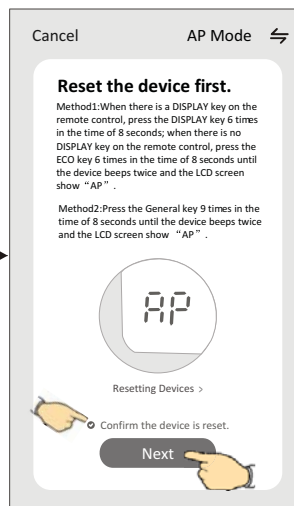 Cancel AP Mode
Reset the device first.
Method1:When there is a DISPLAY key on the
remote control, press the DISPLAY key 6 times
in the time of 8 seconds; when there is no
DISPLAY key on the remote control, press the
ECO key 6 times in the time of 8 seconds until
the device beeps twice and the LCD screen
show “AP”.
Method2:Press the General key 9 times in the
time of 8 seconds until the device beeps twice
and the LCD screen show “AP”.
AP
Resetting Devices >
Confirm the device is reset.
Next